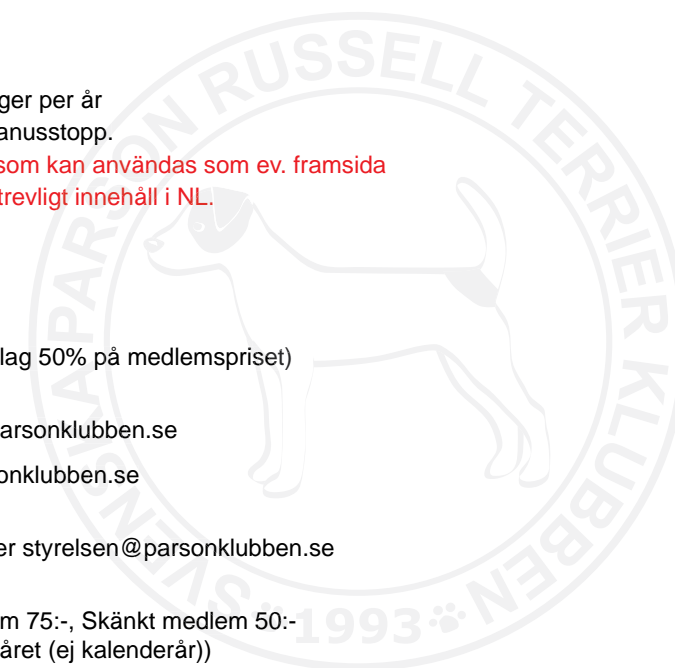 ger per år
anusstopp.
som kan användas som ev. framsida
trevligt innehåll i NL.
lag 50% på medlemspriset)
arsonklubben.se
onklubben.se
er styrelsen@parsonklubben.se
m 75:-, Skänkt medlem 50:-
året (ej kalenderår))
SVENSKA PARSON RUSSELL TERRIER KLUBBEN
1993